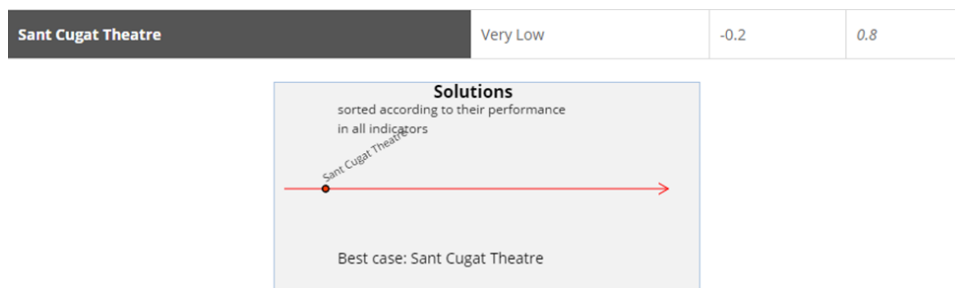 Sant Cugat Theatre Very Low -0.2 0.8
Solutions
sorted according to their performance
in all indicators
Sant Cugat Theatre
Best case: Sant Cugat Theatre